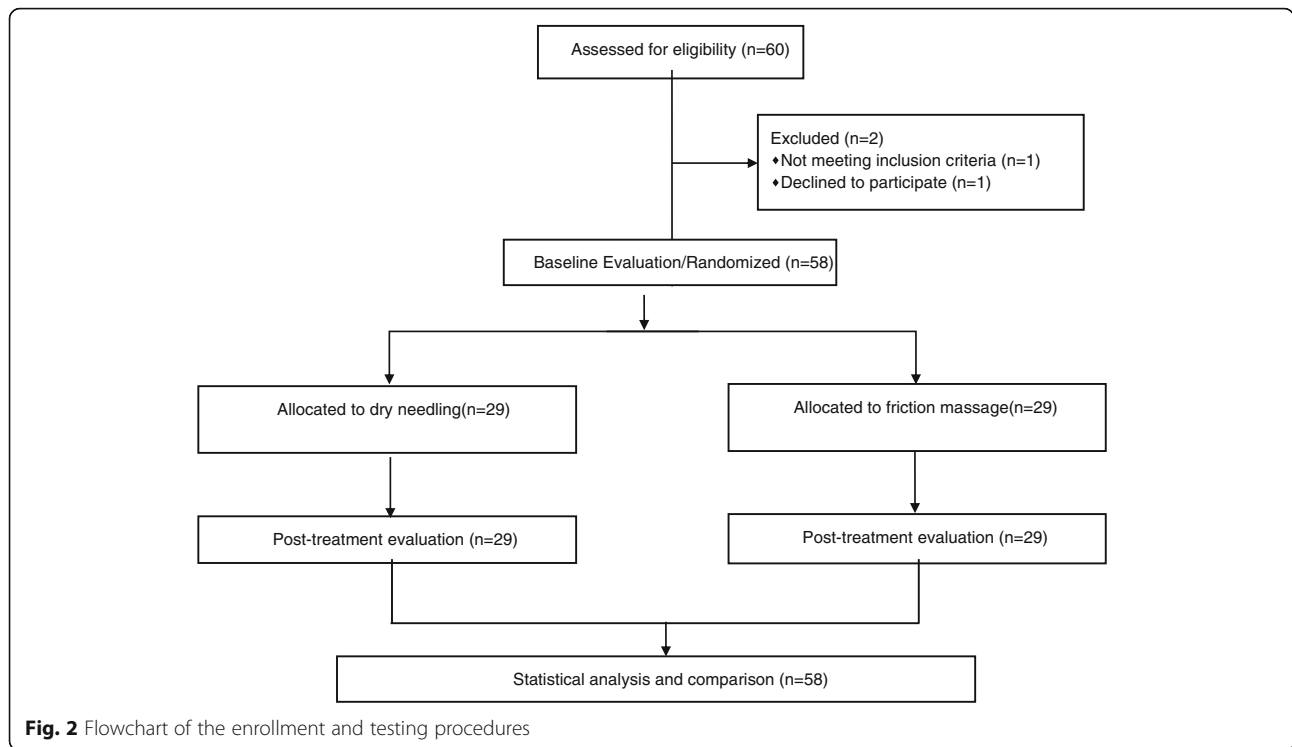 Assessed for eligibility (n=60)
Excluded (n=2)
♦Not meeting inclusion criteria (n=1)
♦Declined to participate (n=1)
Baseline Evaluation/Randomized (n=58)
Allocated to dry needling(n=29)
Allocated to friction massage(n=29)
Post-treatment evaluation (n=29)
Post-treatment evaluation (n=29)
Statistical analysis and comparison (n=58)
Fig. 2 Flowchart of the enrollment and testing procedures